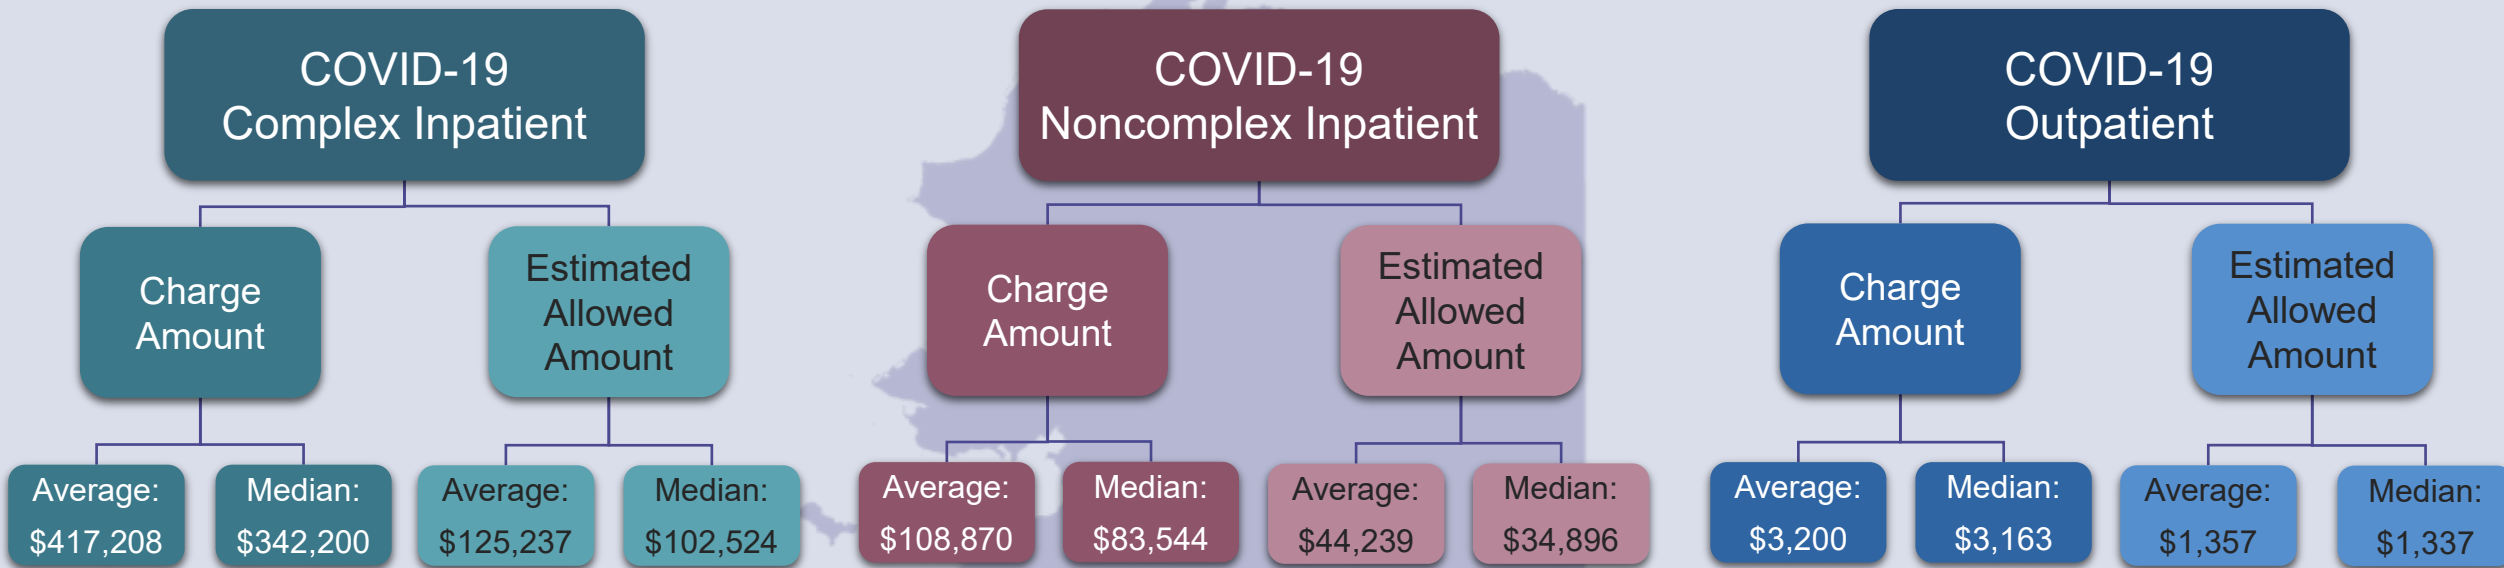 COVID-19
Complex Inpatient
COVID-19
Noncomplex Inpatient
COVID-19
Outpatient
Charge
Amount
Estimated
Allowed
Amount
Charge
Amount
Estimated
Allowed
Amount
Charge
Amount
Estimated
Allowed
Amount
Average:
$417,208
Median:
$342,200
Average:
$125,237
Median:
$102,524
Average:
$108,870
Median:
$83,544
Average:
$44,239
Median:
$34,896
Average:
$3,200
Median:
$3,163
Average:
$1,357
Median:
$1,337